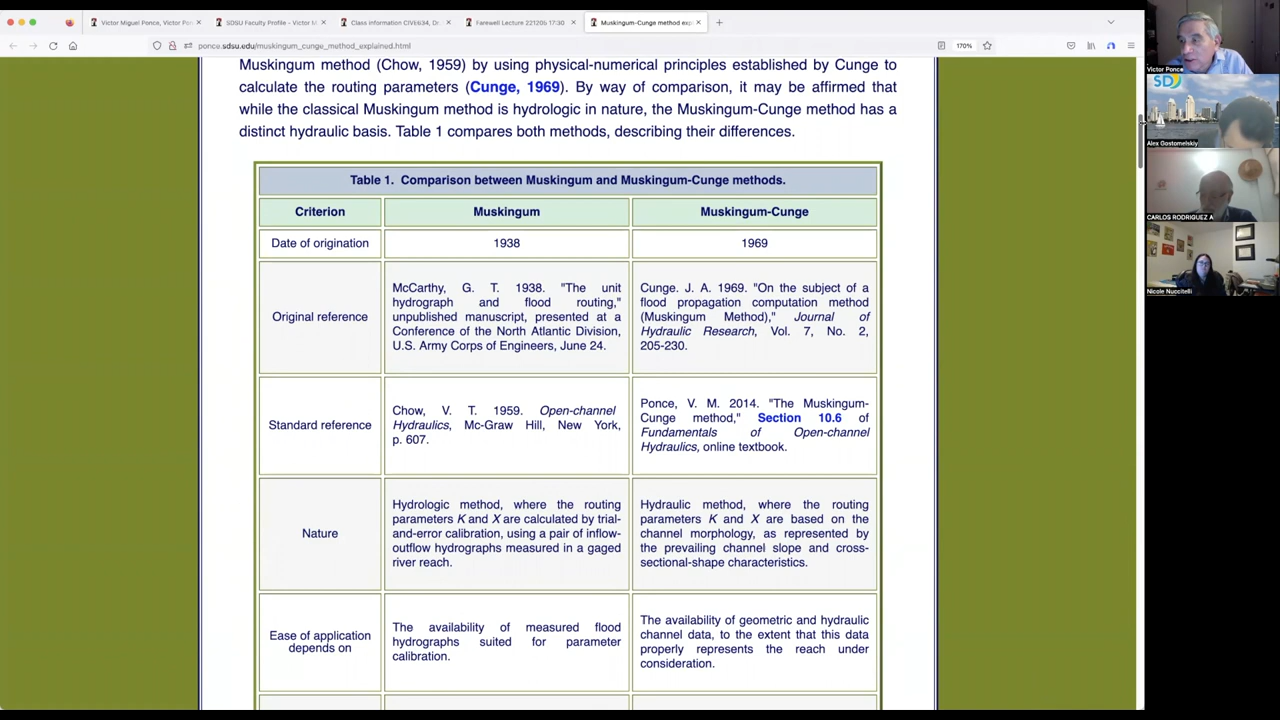 Victor Miguel Ponce, Victor Pon
SDSU Faculty Profile - Victor M
Class information CIVE634, Dr.
Farewell Lecture 221205 17:30
Muskingum-Cunge method expl
ponce.sdsu.edu/muskingum_cunge_method_explained.html
170%
Muskingum method (Chow, 1959) by using physical-numerical principles established by Cunge to
calculate the routing parameters (Cunge, 1969). By way of comparison, it may be affirmed that
while the classical Muskingum method is hydrologic in nature, the Muskingum-Cunge method has a
distinct hydraulic basis. Table 1 compares both methods, describing their differences.
Table 1. Comparison between Muskingum and Muskingum-Cunge methods.
Criterion
Muskingum
Muskingum-Cunge
Date of origination
1938
1969
Original reference
McCarthy, G. T. 1938. "The unit
hydrograph and flood routing,"
unpublished manuscript, presented at a
Conference of the North Atlantic Division,
U.S. Army Corps of Engineers, June 24.
Cunge. J. A. 1969. "On the subject of a
flood propagation computation method
(Muskingum Method)," Journal of
Hydraulic Research, Vol. 7, No. 2,
205-230.
Standard reference
Chow, V. T. 1959. Open-channel
Hydraulics, Mc-Graw Hill, New York,
p. 607.
Ponce, V. M. 2014. "The Muskingum-
Cunge method," Section 10.6 of
Fundamentals of Open-channel
Hydraulics, online textbook.
Nature
Hydrologic method, where the routing
parameters K and X are calculated by trial-
and-error calibration, using a pair of inflow-
outflow hydrographs measured in a gaged
river reach.
Hydraulic method, where the routing
parameters K and X are based on the
channel morphology, as represented by
the prevailing channel slope and cross-
sectional-shape characteristics.
Ease of application
depends on
The availability of measured flood
hydrographs suited for parameter
calibration.
The availability of geometric and hydraulic
channel data, to the extent that this data
properly represents the reach under
consideration.
Victor Ponce
SD
Alex Gostomelskiy
CARLOS RODRIGUEZ A
Nicole Nuccitelli